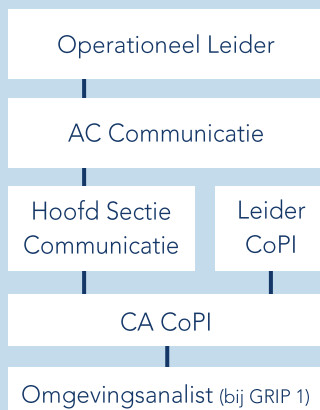 Operationeel Leider
AC Communicatie
Hoofd Sectie
Communicatie
Leider
CoPI
CA CoPI
Omgevingsanalist (bij GRIP 1)